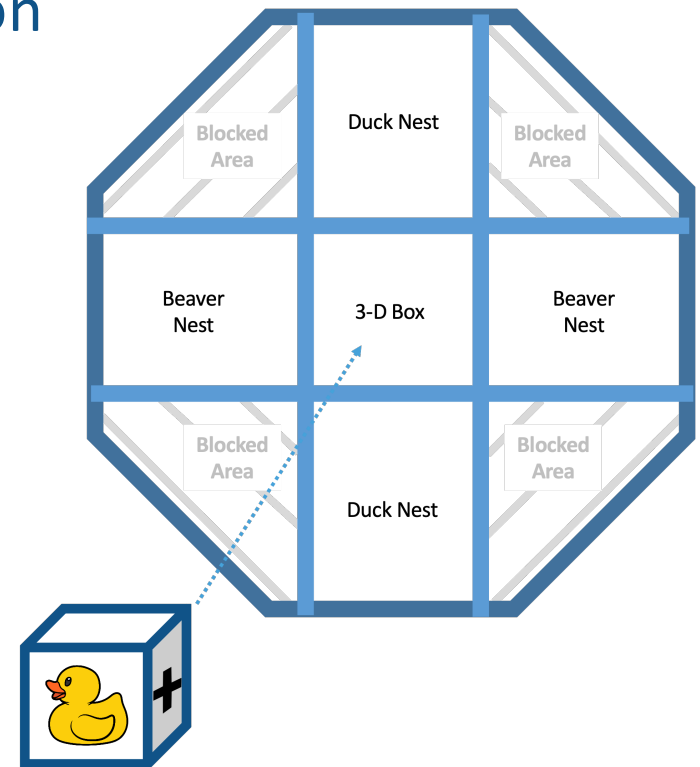 on
Blocked
Area
Duck Nest
Blocked
Area
Beaver
Nest
3-D Box
Beaver
Nest
Blocked
Area
Duck Nest
Blocked
Area
+